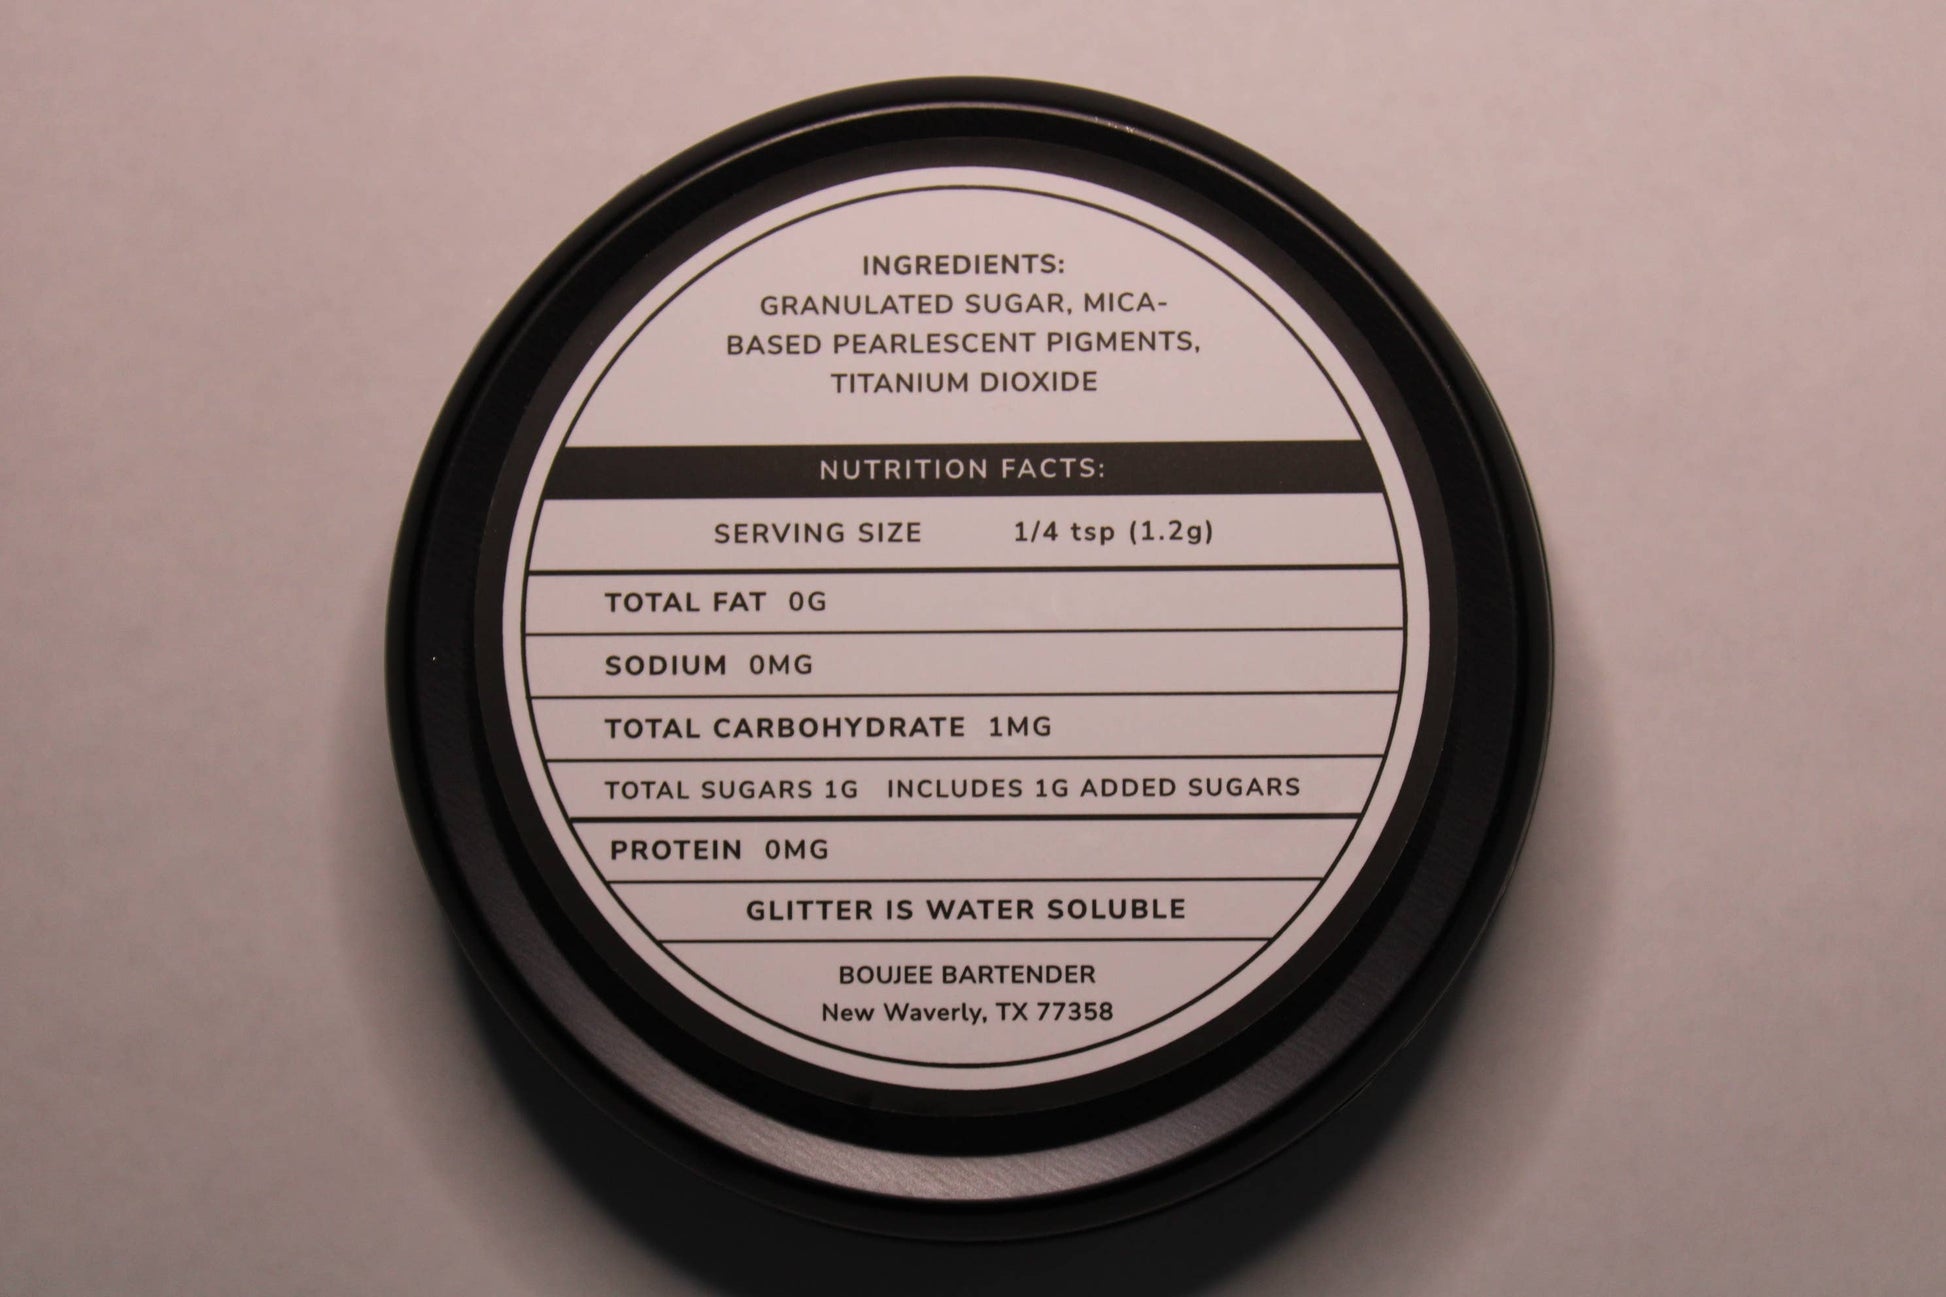 INGREDIENTS:
GRANULATED SUGAR, MICA-
BASED PEARLESCENT PIGMENTS,
TITANIUM DIOXIDE
NUTRITION FACTS:
SERVING SIZE 1/4 tsp (1.2g)
TOTAL FAT 0G
SODIUM 0MG
TOTAL CARBOHYDRATE 1MG
TOTAL SUGARS 1G INCLUDES 1G ADDED SUGARS
PROTEIN 0MG
GLITTER IS WATER SOLUBLE
BOUJEE BARTENDER
New Waverly, TX 77358